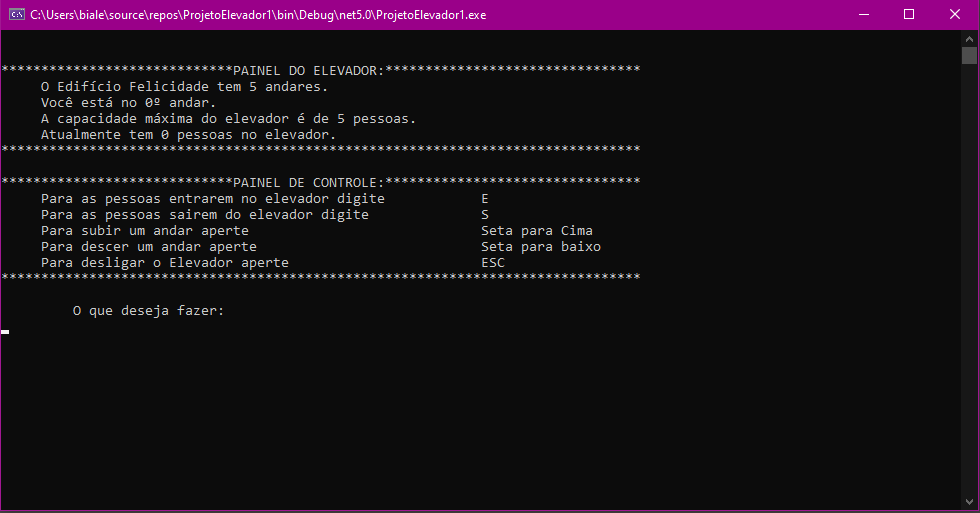 C:\Users\biale\source\repos\ProjetoElevador1\bin\Debug\net5.0\ProjetoElevador1.exe
*****************************PAINEL DO ELEVADOR:********************************
O Edifício Felicidade tem 5 andares.
Você está no 0º andar.
A capacidade máxima do elevador é de 5 pessoas.
Atualmente tem 0 pessoas no elevador.
********************************************************************************
*****************************PAINEL DE CONTROLE:********************************
Para as pessoas entrarem no elevador digite E
Para as pessoas sairem do elevador digite S
Para subir um andar aperte Seta para Cima
Para descer um andar aperte Seta para baixo
Para desligar o Elevador aperte ESC
********************************************************************************
O que deseja fazer: